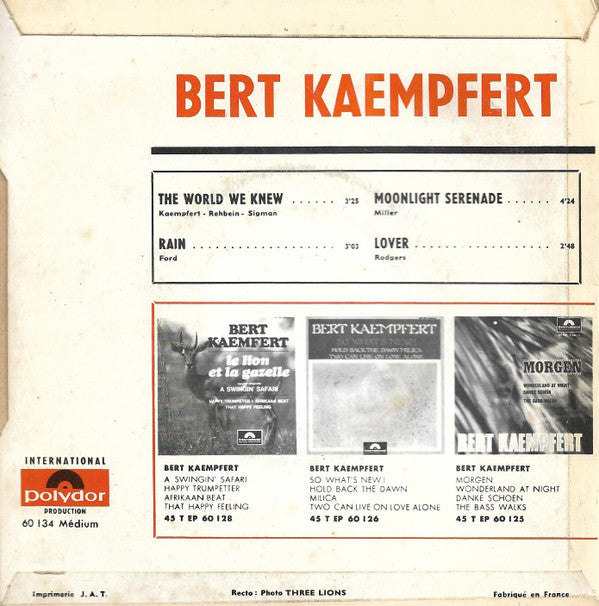 BERT KAEMPFERT
THE WORLD WE KNEW ...... 3'25
Kaempfert - Rehbein - Sigman
RAIN .................... 3'03
Ford
MOONLIGHT SERENADE ..... 4'24
Miller
LOVER .................... 2'48
Rodgers
BERT
KAEMFERT
le lion
et la gazelle
A SWINGIN' SAFARI
HAPPY TRUMPETER - AFRIKAAN BEAT
THAT HAPPY FEELING
BERT KAEMPFERT
A SWINGIN' SAFARI
HAPPY TRUMPETTER
AFRIKAAN BEAT
THAT HAPPY FEELING
45 T EP 60 128
BERT KAEMPFERT
SO WHAT'S NEW!
HOLD BACK THE DAWN MILICA
TWO CAN LIVE ON LOVE ALONE
BERT KAEMPFERT
SO WHAT'S NEW !
HOLD BACK THE DAWN
MILICA
TWO CAN LIVE ON LOVE ALONE
45 T EP 60 126
MORGEN
WONDERLAND AT NIGHT
DANKE SCHOEN
THE BASS WALKS
BERT KAEMPFERT
BERT KAEMPFERT
MORGEN
WONDERLAND AT NIGHT
DANKE SCHOEN
THE BASS WALKS
45 T EP 60 125
INTERNATIONAL
polydor
PRODUCTION
60 134 Médium
Imprimerie J. A. T.
Recto : Photo THREE LIONS
Fabriqué en France